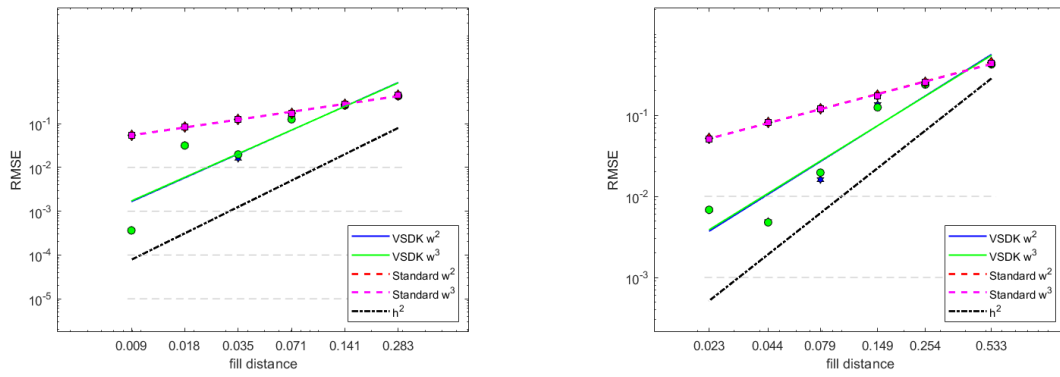 10^-1
10^-2
10^-3
10^-4
10^-5
RMSE
0.009 0.018 0.035 0.071 0.141 0.283
fill distance
VSDK w^2
VSDK w^3
Standard w^2
Standard w^3
h^2
10^-1
10^-2
10^-3
RMSE
0.023 0.044 0.079 0.149 0.254 0.533
fill distance
VSDK w^2
VSDK w^3
Standard w^2
Standard w^3
h^2